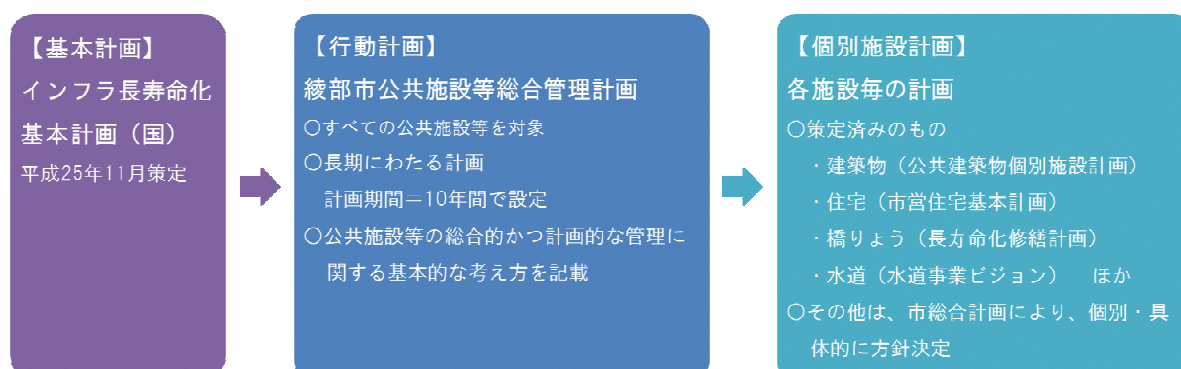 【基本計画】
インフラ長寿命化
基本計画（国）
平成25年11月策定
【行動計画】
綾部市公共施設等総合管理計画
○すべての公共施設等を対象
○長期にわたる計画
計画期間＝10年間で設定
○公共施設等の総合的かつ計画的な管理に
関する基本的な考え方を記載
【個別施設計画】
各施設毎の計画
○策定済みのもの
・建築物（公共建築物個別施設計画）
・住宅（市営住宅基本計画）
・橋りょう（長寿命化修繕計画）
・水道（水道事業ビジョン）　ほか
○その他は、市総合計画により、個別・具
体的に方針決定